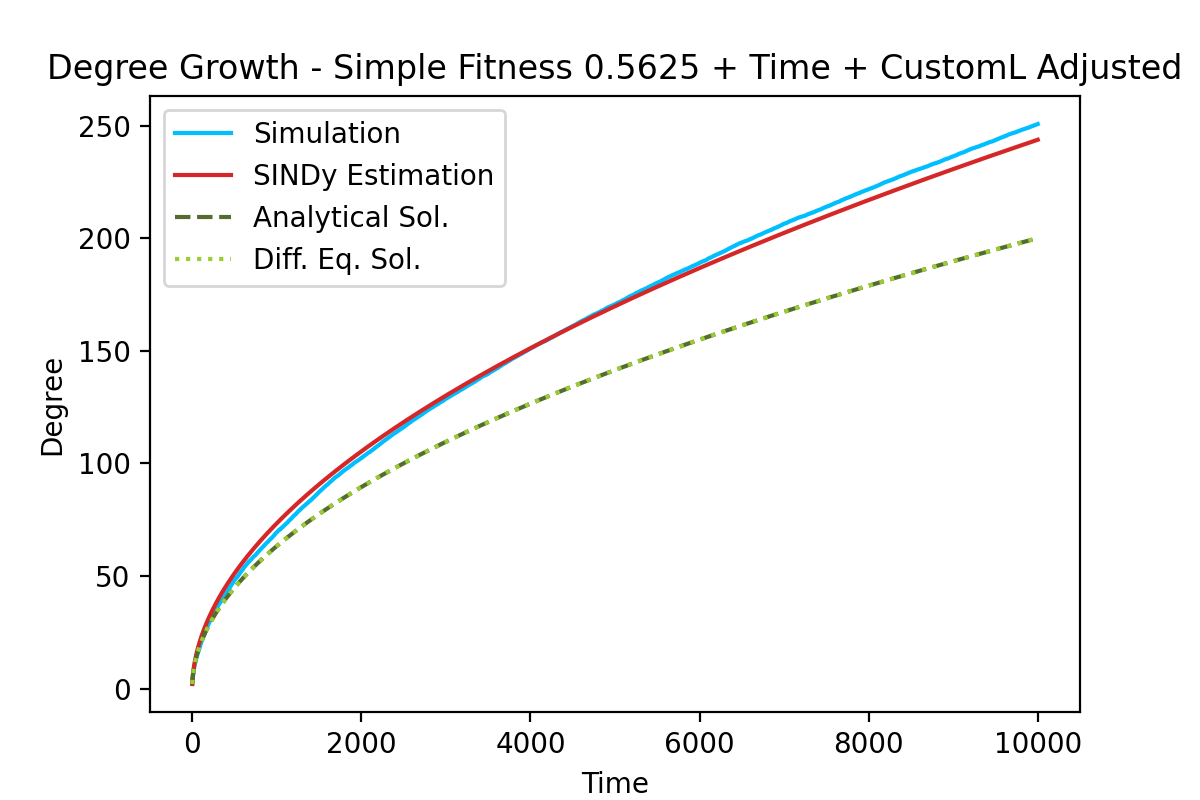 Degree Growth - Simple Fitness 0.5625 + Time + CustomL Adjusted
Simulation
SINDy Estimation
Analytical Sol.
Diff. Eq. Sol.
250
200
150
100
50
0
Degree
0 2000 4000 6000 8000 10000
Time